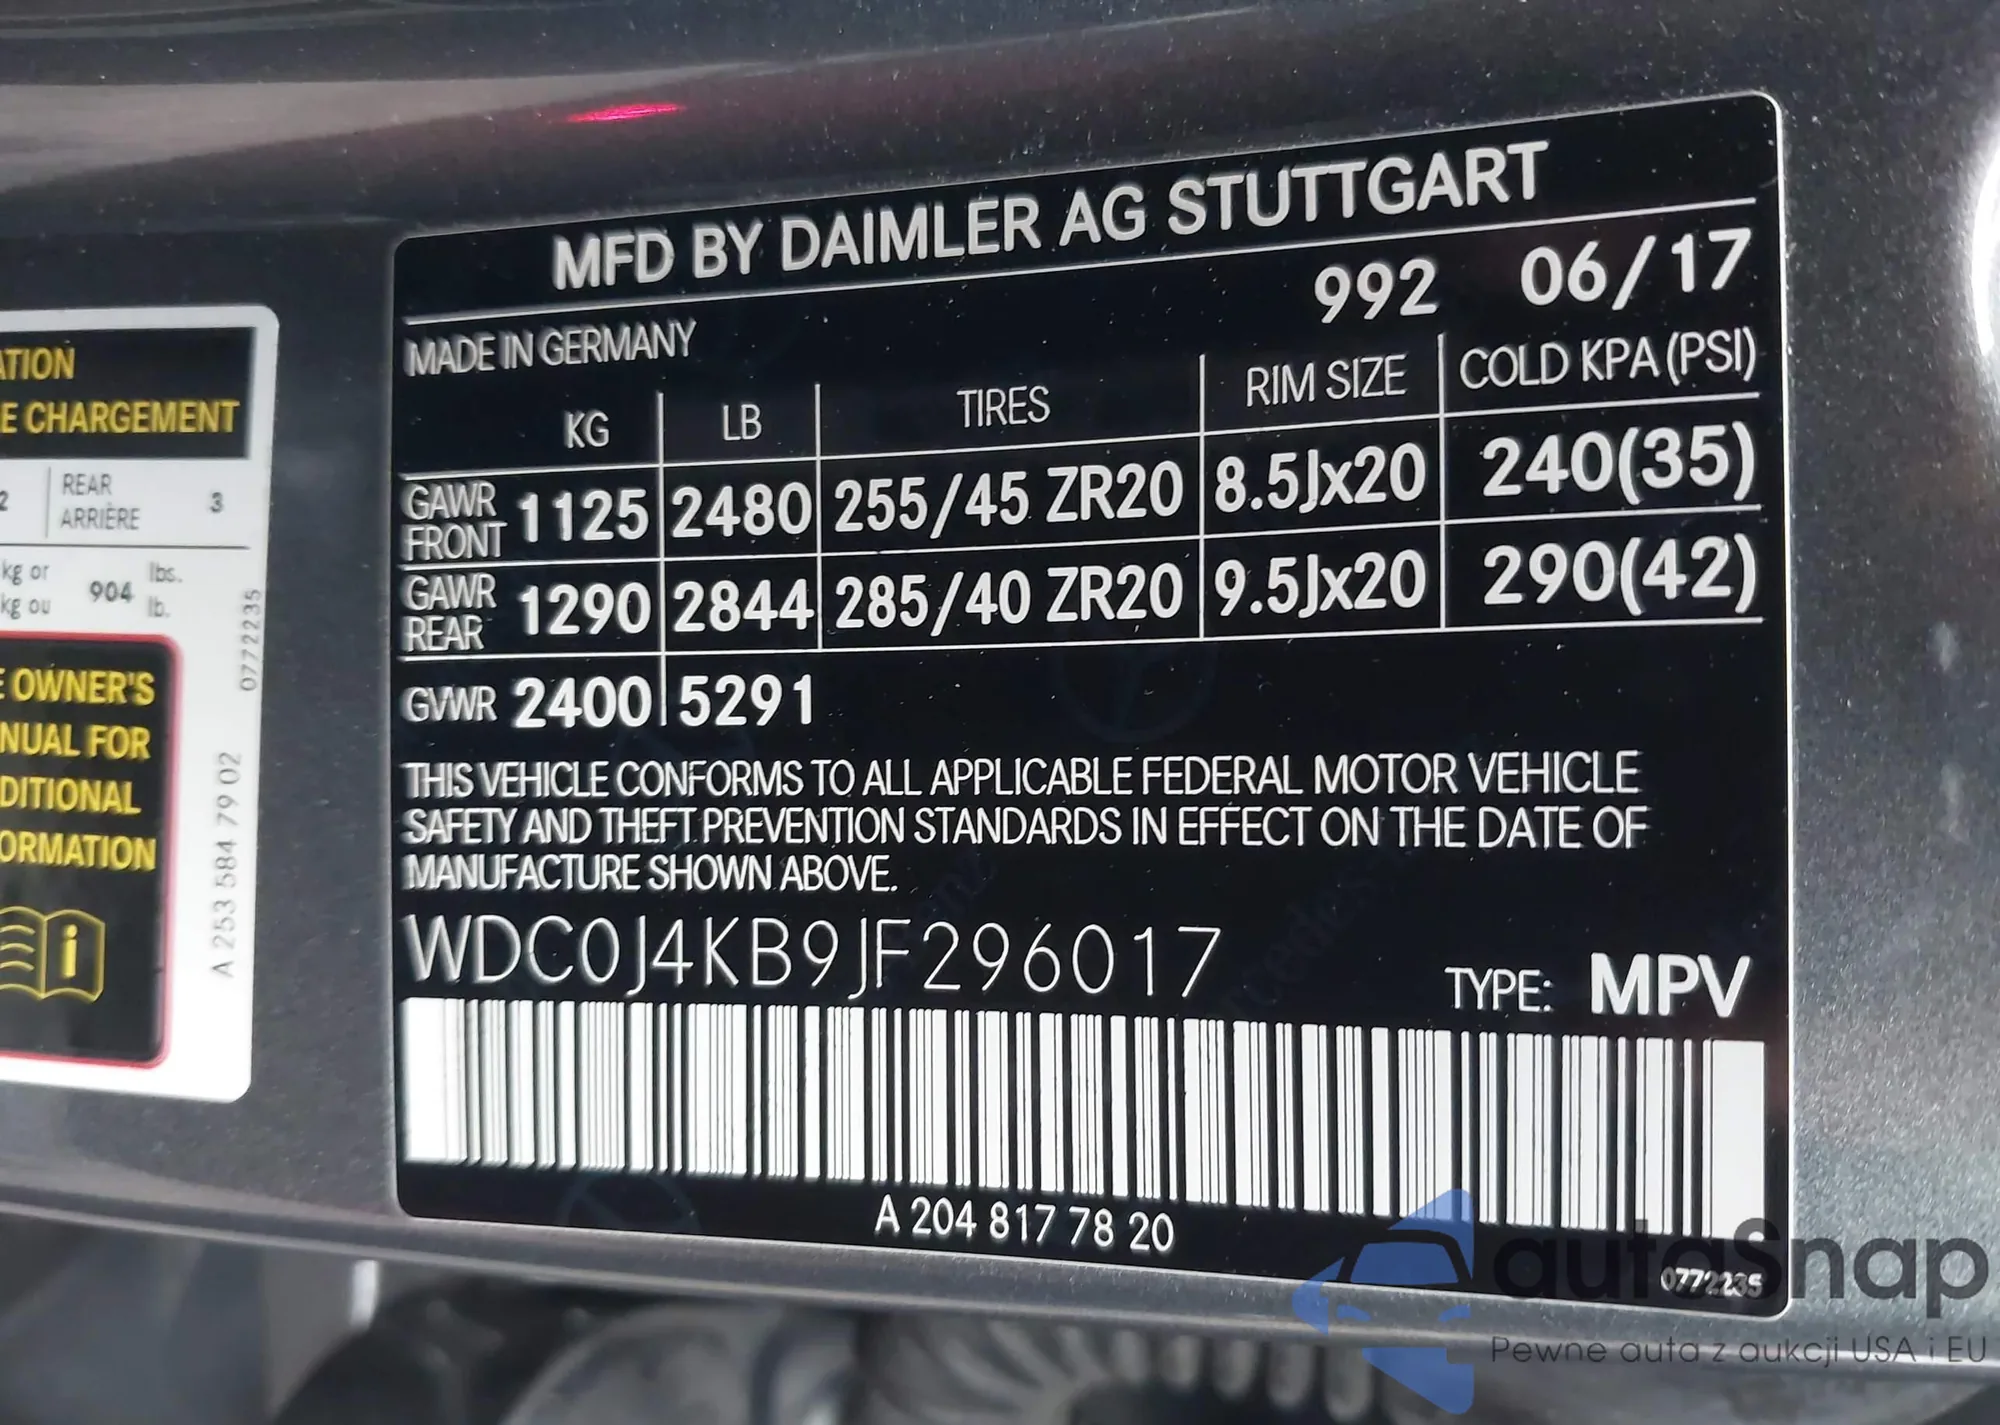 ATION
E CHARGEMENT
2 REAR ARRIÈRE 3
kg or
kg ou 904 lbs.
lb.
0772235
E OWNER'S
NUAL FOR
DITIONAL
ORMATION
i
A 253 584 79 02
MFD BY DAIMLER AG STUTTGART
992 06/17
MADE IN GERMANY
KG LB TIRES RIM SIZE COLD KPA (PSI)
GAWR FRONT 1125 2480 255/45 ZR20 8.5Jx20 240(35)
GAWR REAR 1290 2844 285/40 ZR20 9.5Jx20 290(42)
GVWR 2400 5291
THIS VEHICLE CONFORMS TO ALL APPLICABLE FEDERAL MOTOR VEHICLE
SAFETY AND THEFT PREVENTION STANDARDS IN EFFECT ON THE DATE OF
MANUFACTURE SHOWN ABOVE.
WDC0J4KB9JF296017
TYPE: MPV
A 204 817 78 20
0772235
autoSnap
Pewne auta z aukcji USA i EU